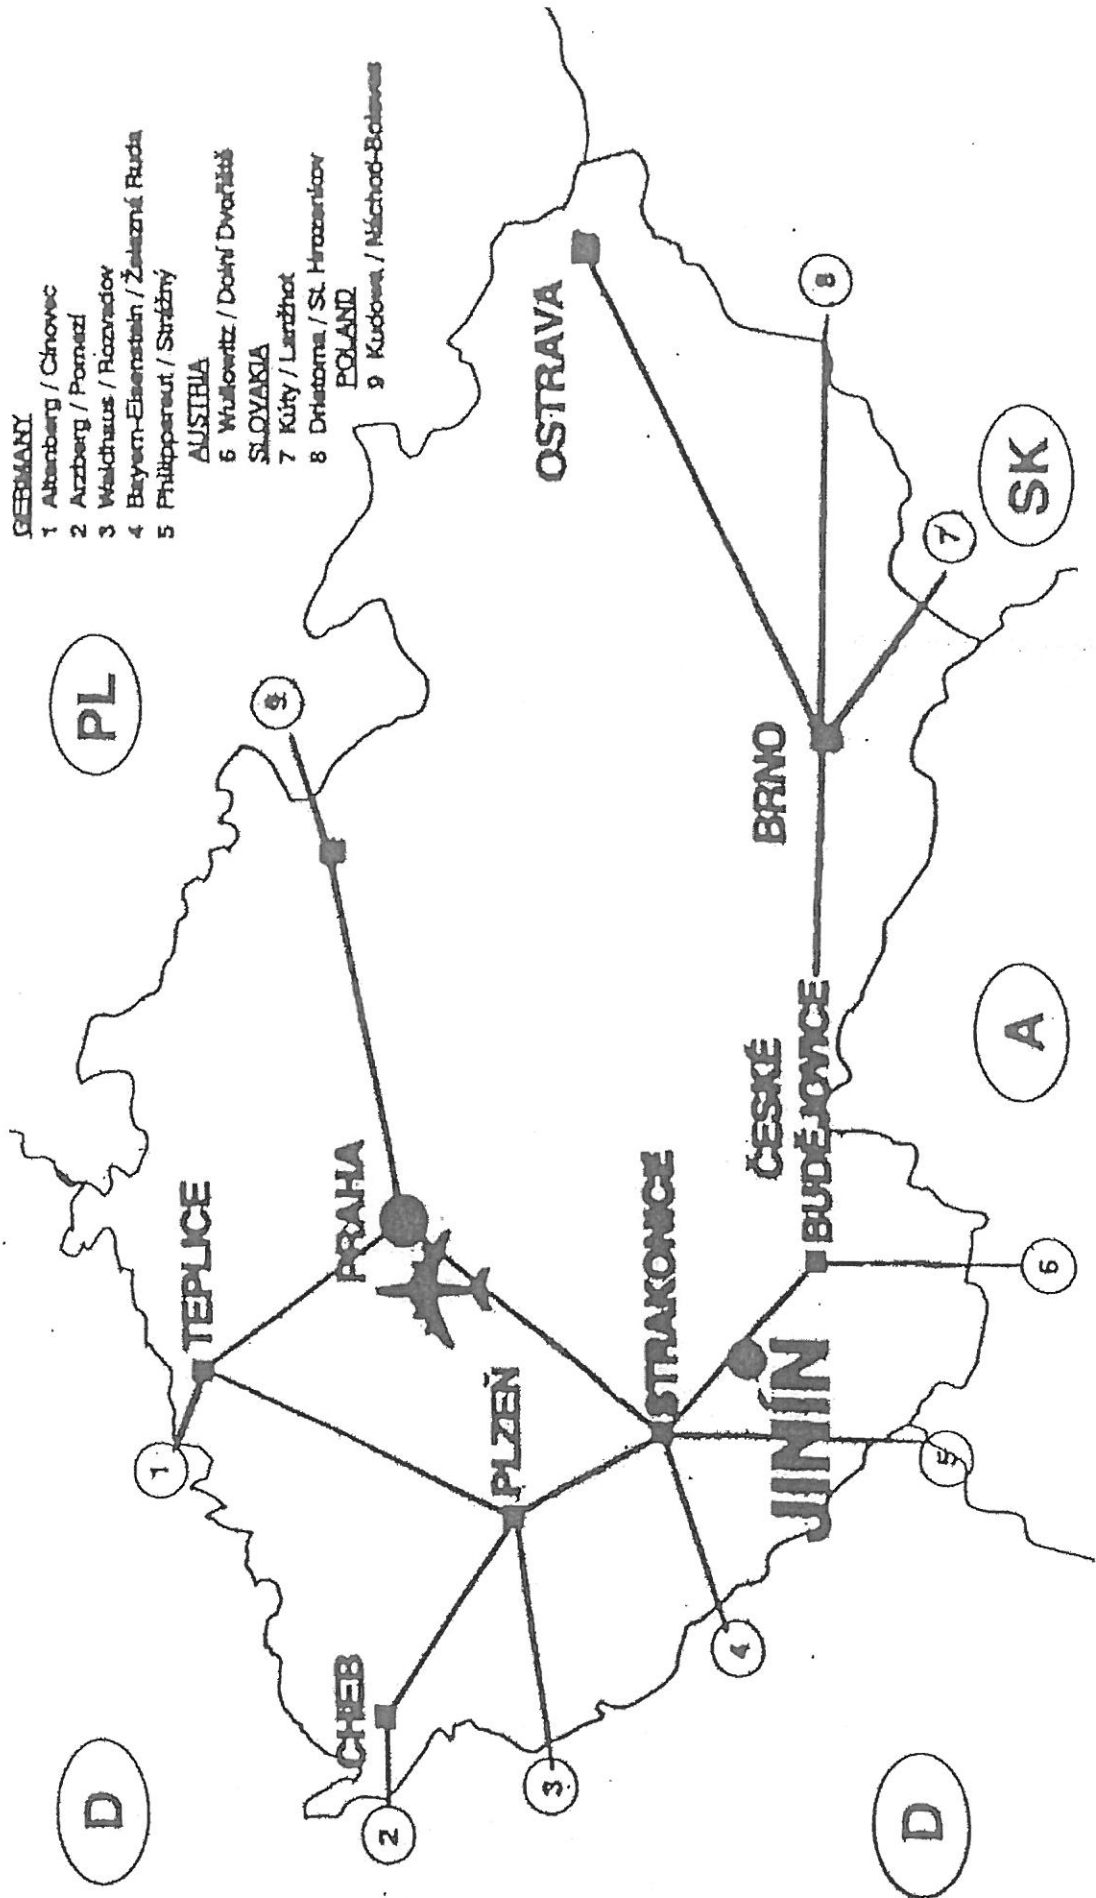 GERMANY
1 Altenberg / Cínovec
2 Arzberg / Pomezí
3 Waldhaus / Rozvadov
4 Bayern-Eisenstein / Železná Ruda
5 Philippsreut / Strážný
AUSTRIA
6 Wullowitz / Dolní Dvořiště
SLOVAKIA
7 Kúty / Lanžhot
8 Drietoma / St. Hrozenkov
POLAND
9 Kudowa / Náchod-Beloves
D
PL
1
TEPLICE
9
CHEB
2
PRAHA
PLZEŇ
3
OSTRAVA
STRAKONICE
4
ČESKÉ
BUDĚJOVICE
BRNO
8
JINÍN
5
7
6
D
A
SK